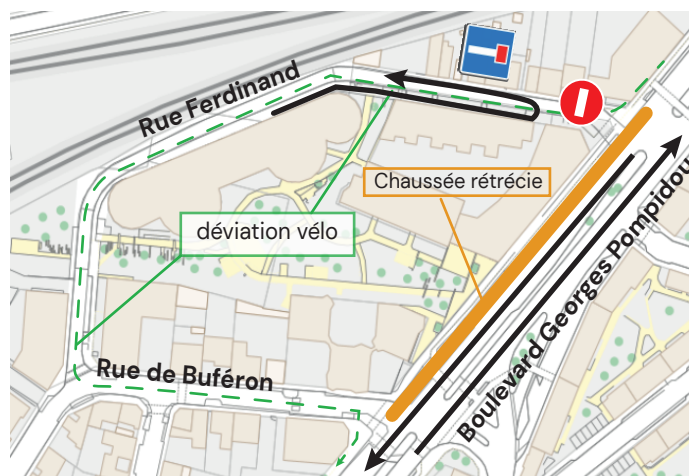 Rue Ferdinand
Chaussée rétrécie
déviation vélo
Boulevard Georges Pompidou
Rue de Buféron